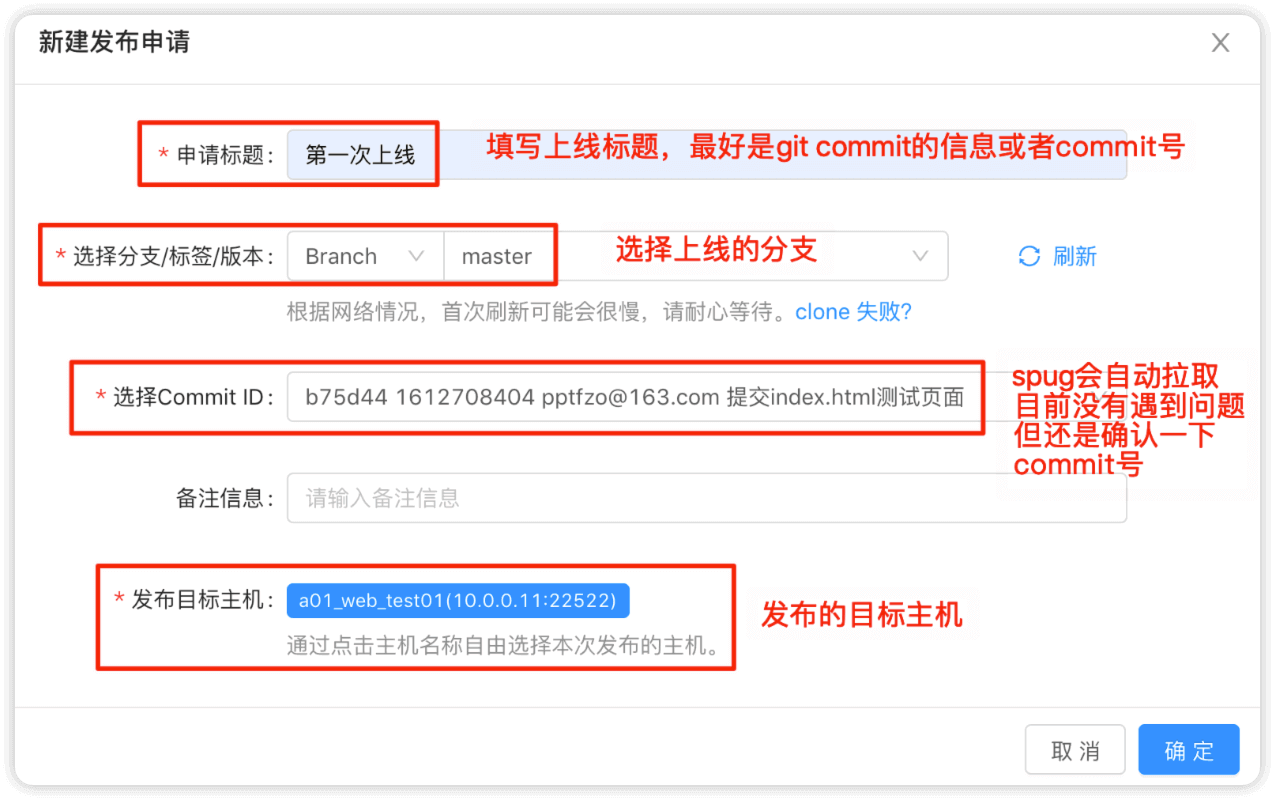 新建发布申请
* 申请标题: 第一次上线 填写上线标题，最好是git commit的信息或者commit号
* 选择分支/标签/版本: Branch master 选择上线的分支 刷新
根据网络情况，首次刷新可能会很慢，请耐心等待。clone 失败?
* 选择Commit ID: b75d44 1612708404 pptfzo@163.com 提交index.html测试页面
spug会自动拉取
目前没有遇到问题
但还是确认一下
commit号
备注信息: 请输入备注信息
* 发布目标主机: a01_web_test01(10.0.0.11:22522) 发布的目标主机
通过点击主机名称自由选择本次发布的主机。
取 消 确 定